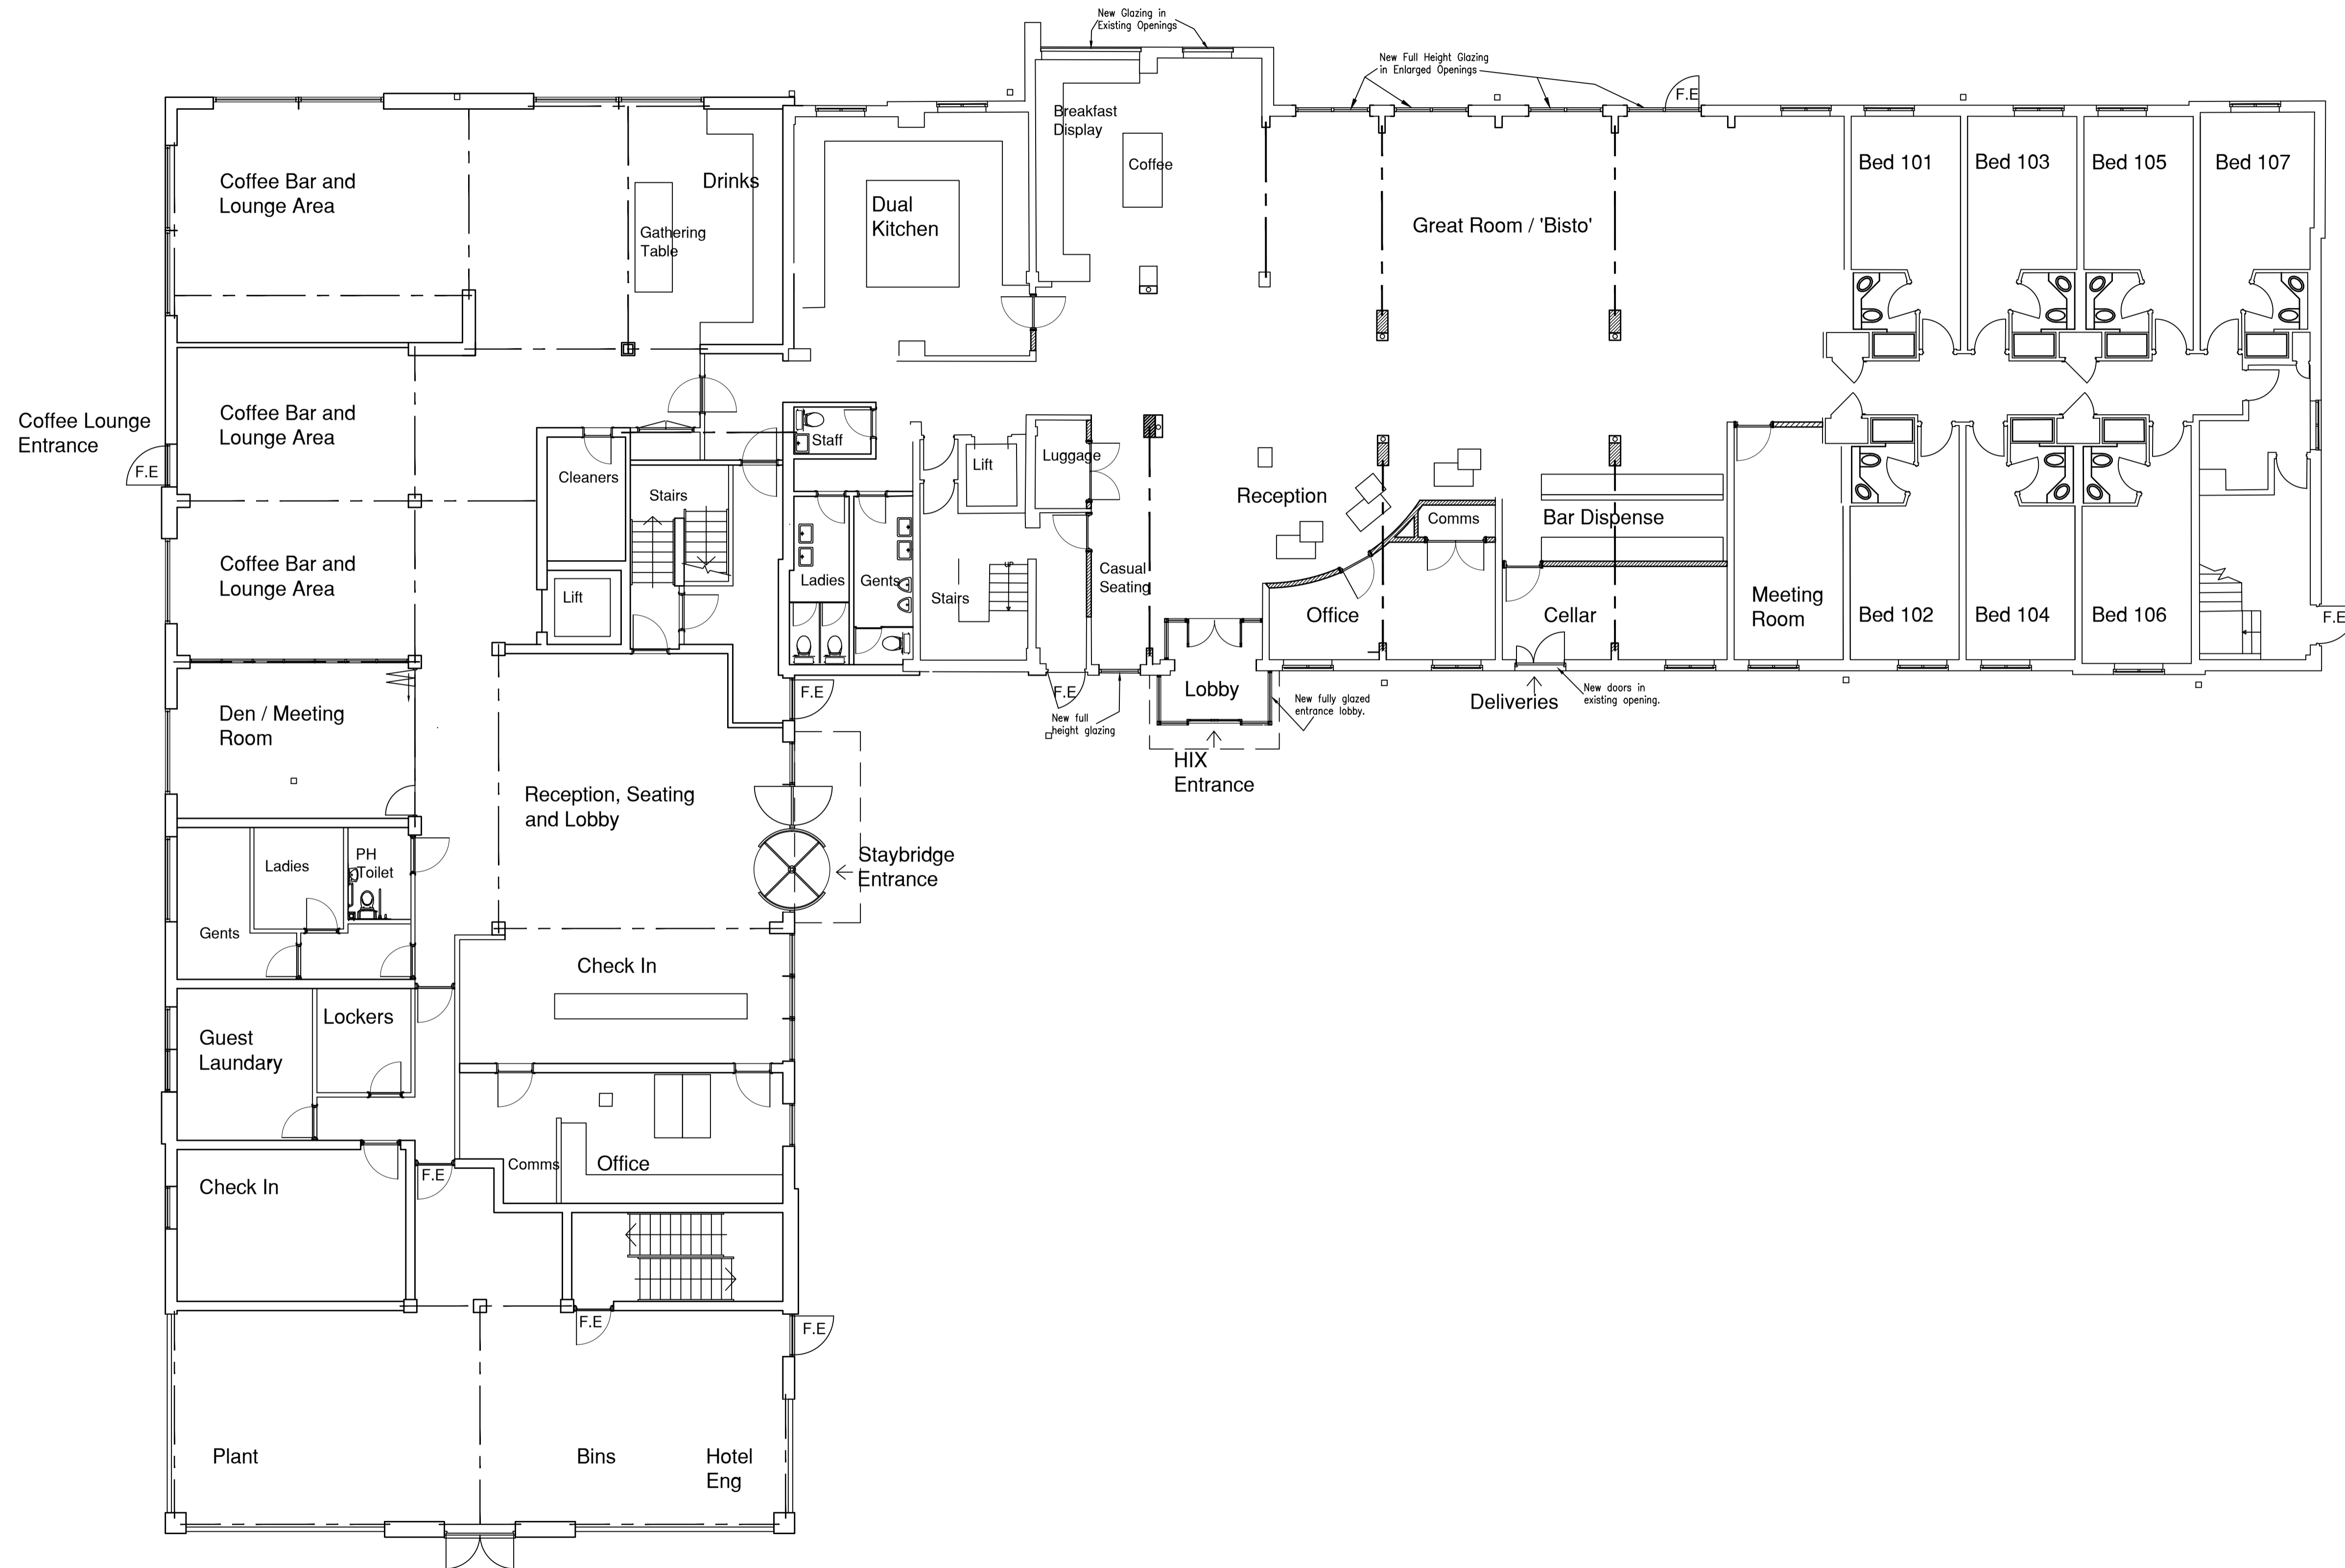 New Glazing in
Existing Openings
New Full Height Glazing
in Enlarged Openings
F.E
Breakfast
Display
Coffee
Coffee Bar and
Lounge Area
Drinks
Gathering
Table
Dual
Kitchen
Great Room / 'Bisto'
Bed 101
Bed 103
Bed 105
Bed 107
Coffee Lounge
Entrance
F.E
Coffee Bar and
Lounge Area
Cleaners
Stairs
Staff
Lift
Luggage
Reception
Comms
Bar Dispense
Coffee Bar and
Lounge Area
Lift
Ladies
Gents
Stairs
UP
Casual
Seating
Office
Cellar
Meeting
Room
Bed 102
Bed 104
Bed 106
F.E
Den / Meeting
Room
F.E
F.E
New full
height glazing
Lobby
New fully glazed
entrance lobby.
Deliveries
New doors in
existing opening.
HIX
Entrance
Reception, Seating
and Lobby
Staybridge
Entrance
Ladies
PH
Toilet
Gents
Check In
Guest
Laundary
Lockers
Comms
Office
F.E
Check In
F.E
F.E
Plant
Bins
Hotel
Eng